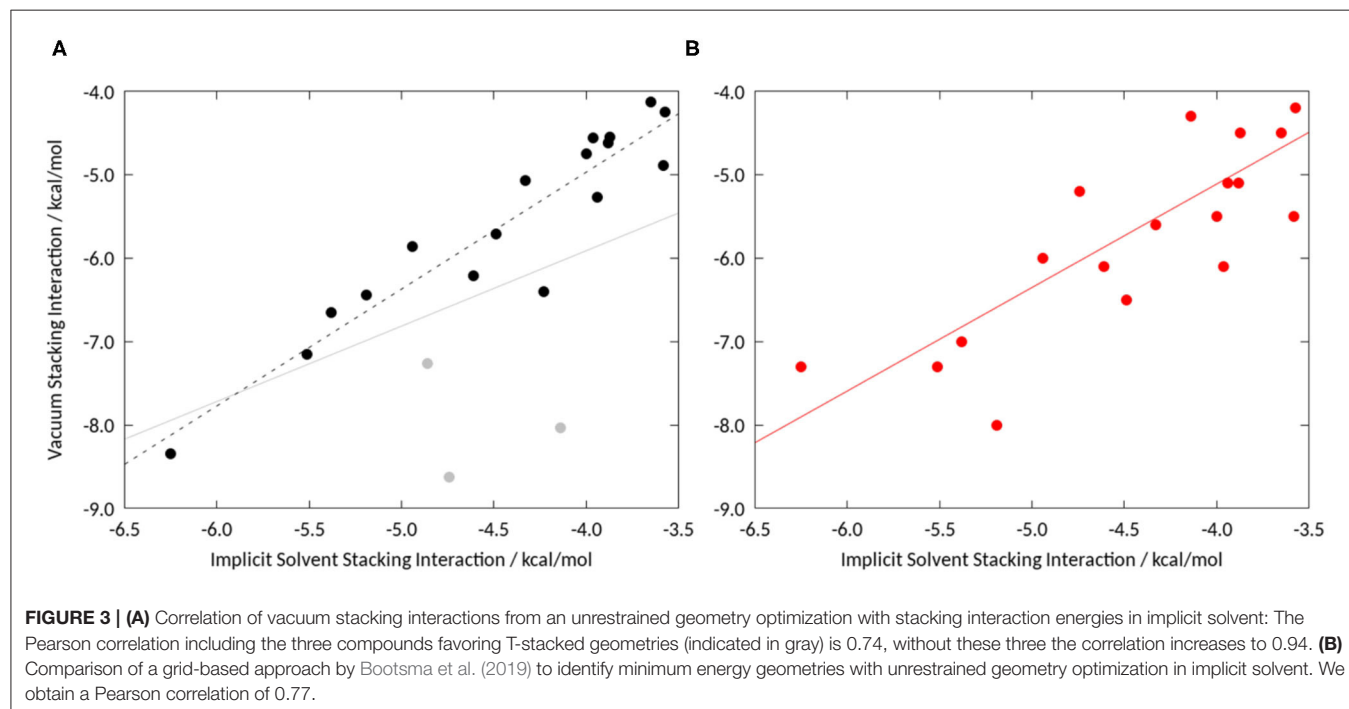 A
B
-4.0
-5.0
-6.0
-7.0
-8.0
-9.0
Vacuum Stacking Interaction / kcal/mol
-6.5 -6.0 -5.5 -5.0 -4.5 -4.0 -3.5
Implicit Solvent Stacking Interaction / kcal/mol
-4.0
-5.0
-6.0
-7.0
-8.0
-9.0
-6.5 -6.0 -5.5 -5.0 -4.5 -4.0 -3.5
Implicit Solvent Stacking Interaction / kcal/mol
FIGURE 3 | (A) Correlation of vacuum stacking interactions from an unrestrained geometry optimization with stacking interaction energies in implicit solvent: The
Pearson correlation including the three compounds favoring T-stacked geometries (indicated in gray) is 0.74, without these three the correlation increases to 0.94. (B)
Comparison of a grid-based approach by Bootsma et al. (2019) to identify minimum energy geometries with unrestrained geometry optimization in implicit solvent. We
obtain a Pearson correlation of 0.77.